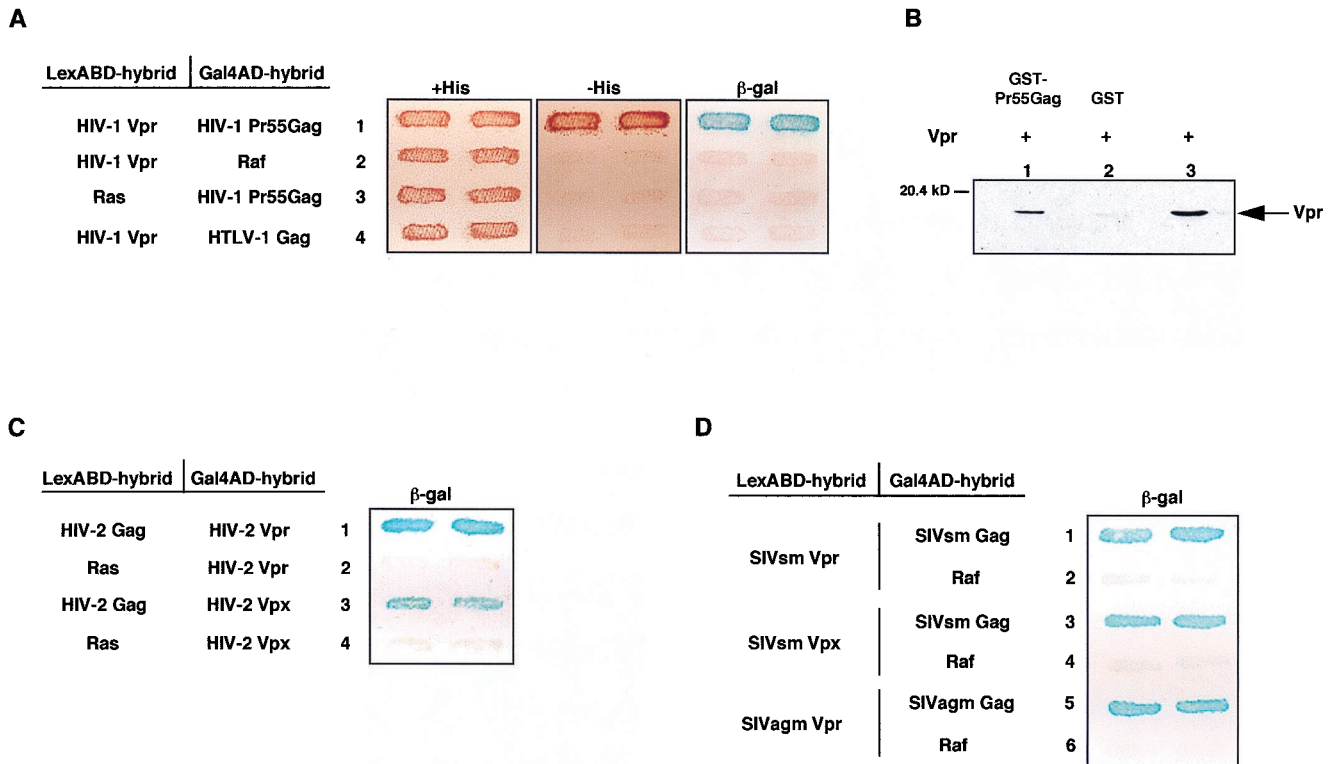 A
LexABD-hybrid Gal4AD-hybrid
+His -His β-gal
HIV-1 Vpr HIV-1 Pr55Gag 1
HIV-1 Vpr Raf 2
Ras HIV-1 Pr55Gag 3
HIV-1 Vpr HTLV-1 Gag 4
B
GST-
Pr55Gag GST
Vpr + + +
1 2 3
20.4 kD
Vpr
C
LexABD-hybrid Gal4AD-hybrid
β-gal
HIV-2 Gag HIV-2 Vpr 1
Ras HIV-2 Vpr 2
HIV-2 Gag HIV-2 Vpx 3
Ras HIV-2 Vpx 4
D
LexABD-hybrid Gal4AD-hybrid
β-gal
SIVsm Vpr
SIVsm Gag 1
Raf 2
SIVsm Vpx
SIVsm Gag 3
Raf 4
SIVagm Vpr
SIVagm Gag 5
Raf 6